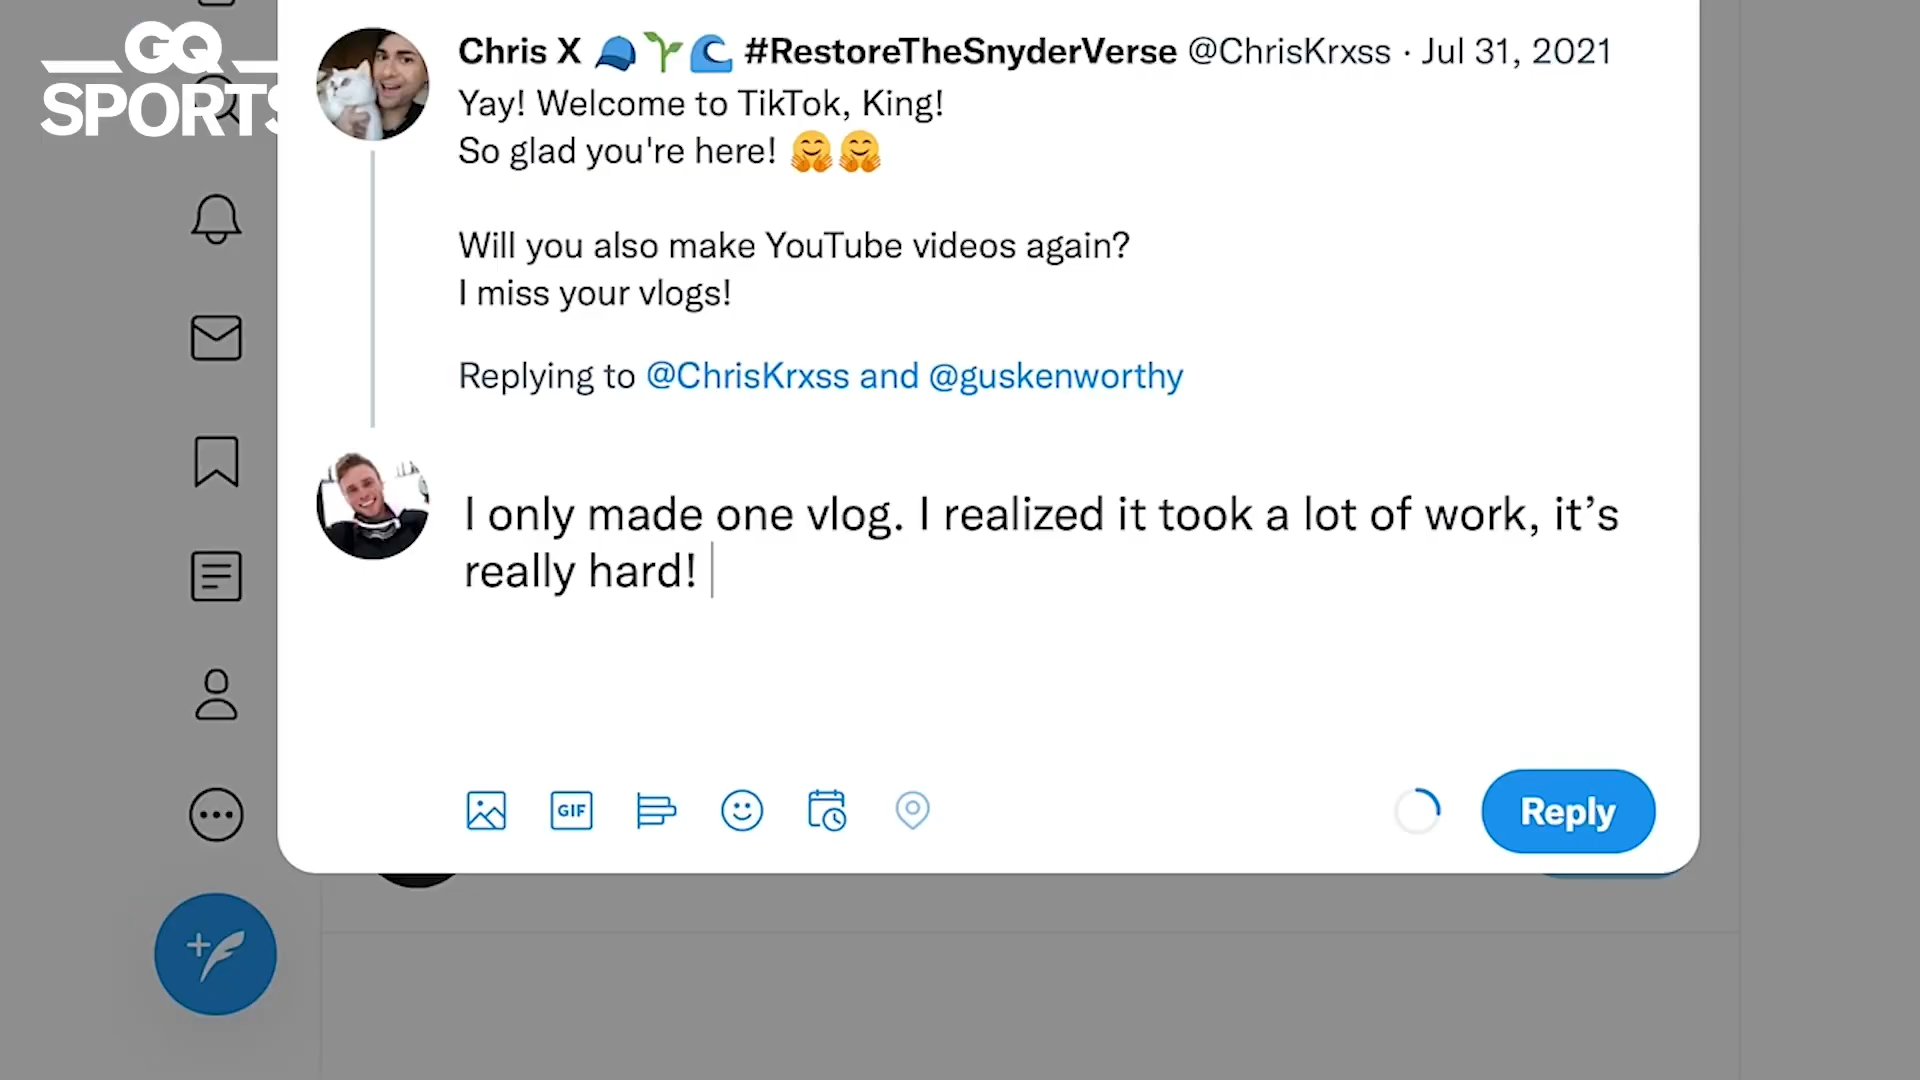 GQ
SPORTS
Chris X 🧢🌱🌊 #RestoreTheSnyderVerse @ChrisKrxss · Jul 31, 2021
Yay! Welcome to TikTok, King!
So glad you're here! 🤗🤗
Will you also make YouTube videos again?
I miss your vlogs!
Replying to @ChrisKrxss and @guskenworthy
I only made one vlog. I realized it took a lot of work, it’s
really hard!
GIF
Reply